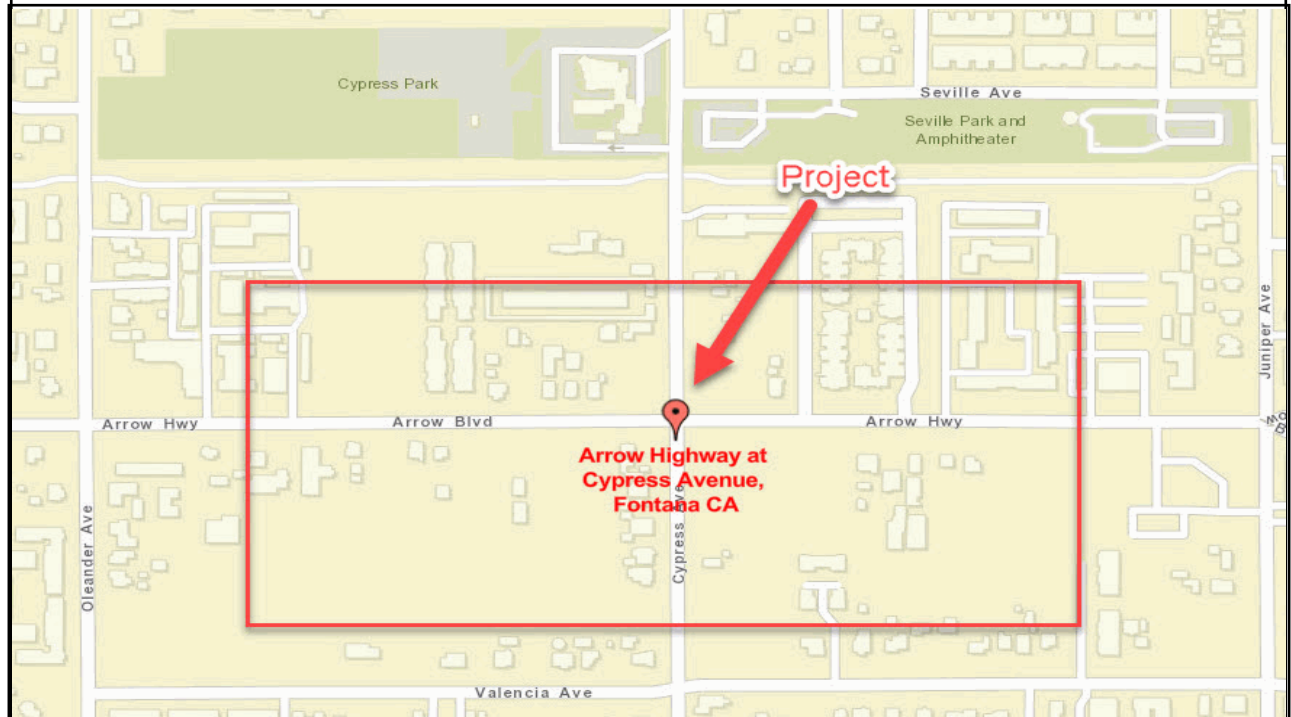 Cypress Park
Seville Ave
Seville Park and
Amphitheater
Project
Juniper Ave
Arrow Hwy
Arrow Blvd
Arrow Hwy
Arrow Highway at
Cypress Avenue,
Fontana CA
Cypress Ave
Oleander Ave
Valencia Ave